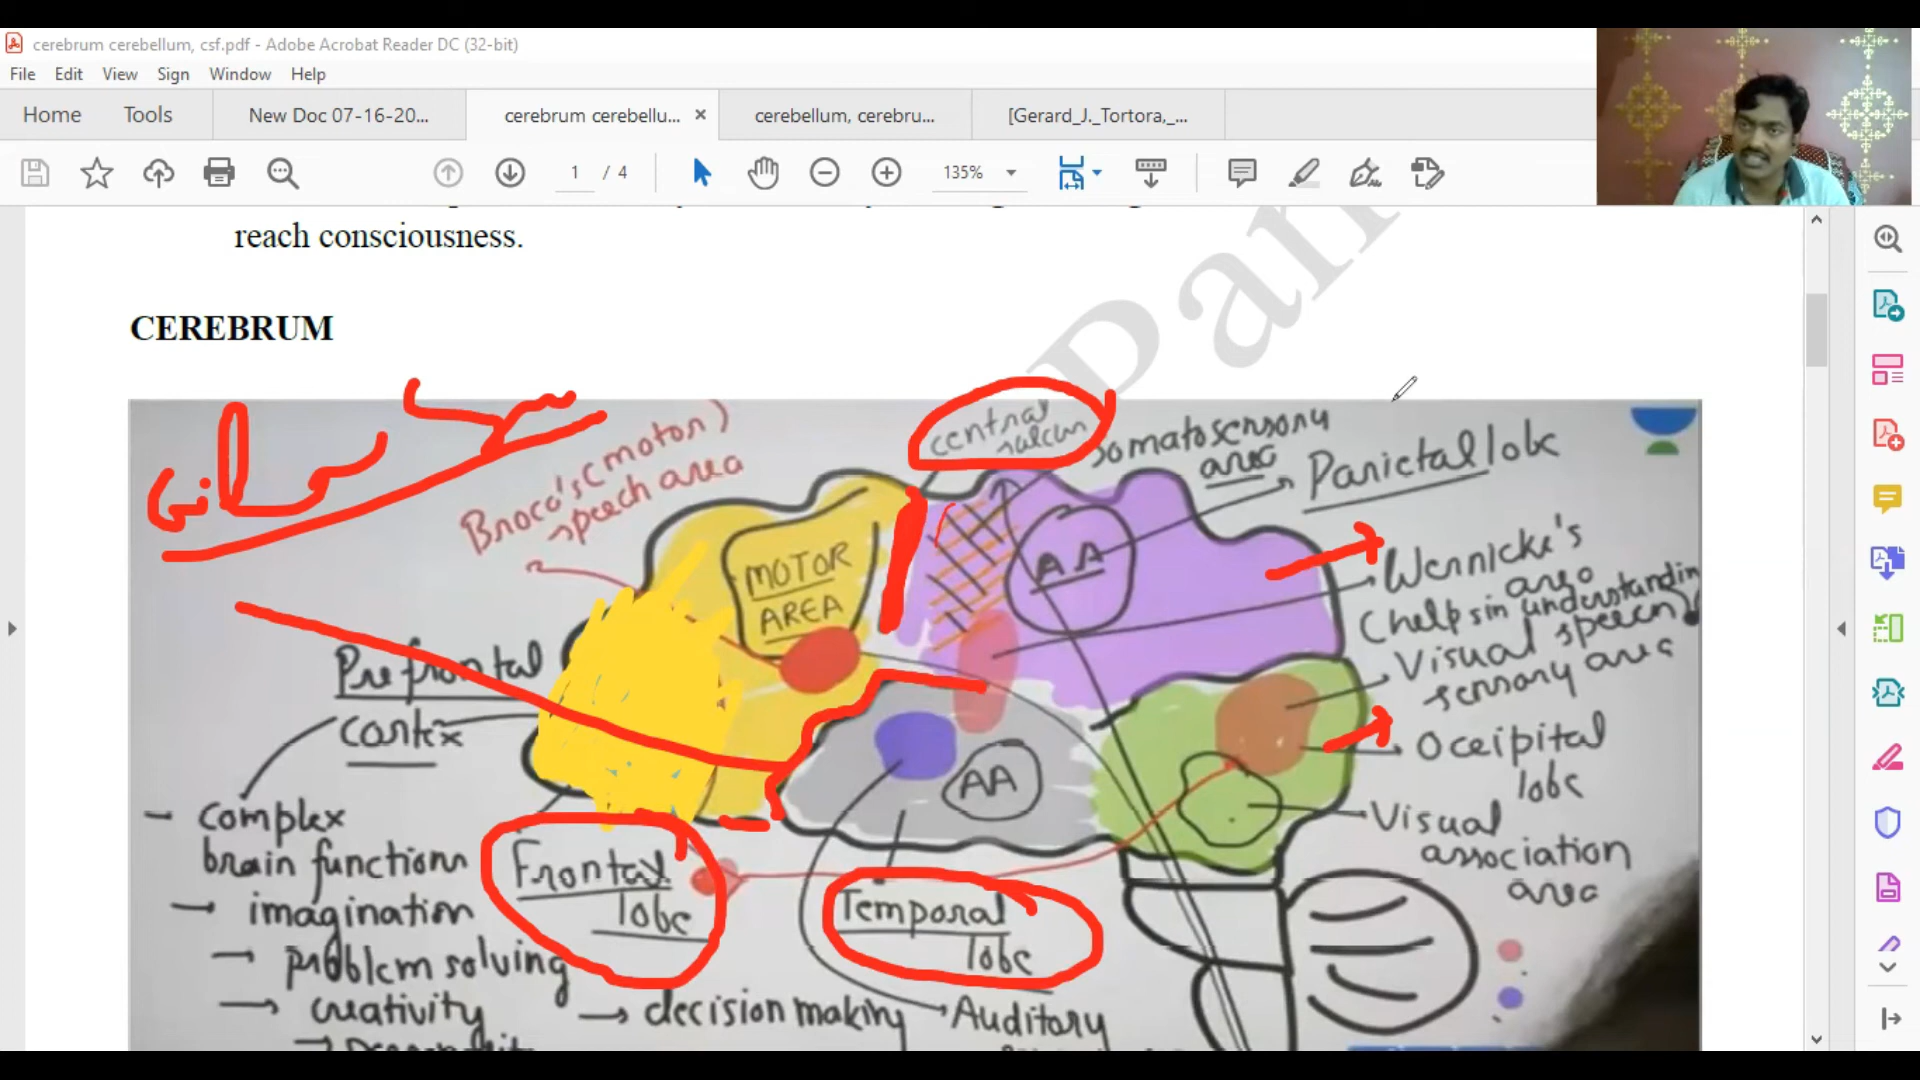 cerebrum cerebellum, csf.pdf - Adobe Acrobat Reader DC (32-bit)
File Edit View Sign Window Help
Home Tools New Doc 07-16-20... cerebrum cerebellu... × cerebellum, cerebru... [Gerard_J._Tortora,_...
1 / 4 135%
reach consciousness.
CEREBRUM
central
Somatosensory
area
Parietal lobe
Broca's (motor)
speech area
MOTOR
AREA
AA
Wernicke's
area
(helps in understanding
speech)
Visual
sensory area
Prefrontal
cortex
Occipital
lobe
AA
Visual
association
area
- complex
brain functions
→ imagination
→ problem solving
→ creativity
→ decision making
Frontal
lobe
Temporal
lobe
Auditory